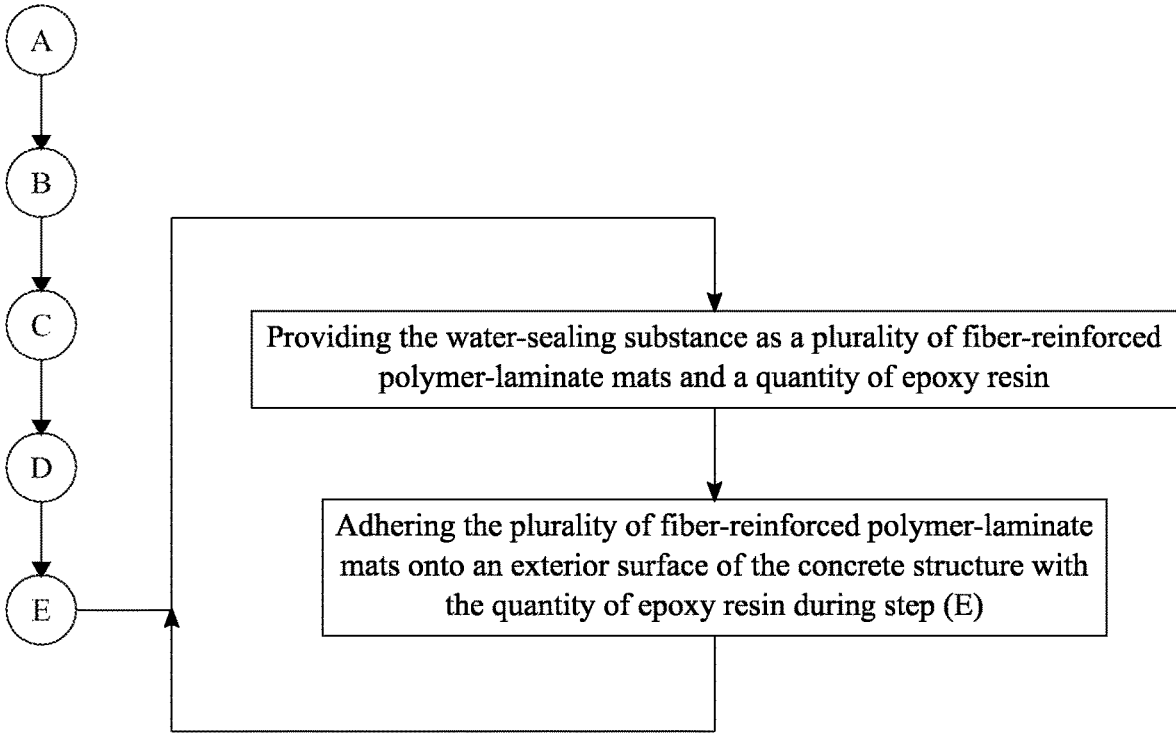 A
B
C
D
E
Providing the water-sealing substance as a plurality of fiber-reinforced
polymer-laminate mats and a quantity of epoxy resin
Adhering the plurality of fiber-reinforced polymer-laminate
mats onto an exterior surface of the concrete structure with
the quantity of epoxy resin during step (E)